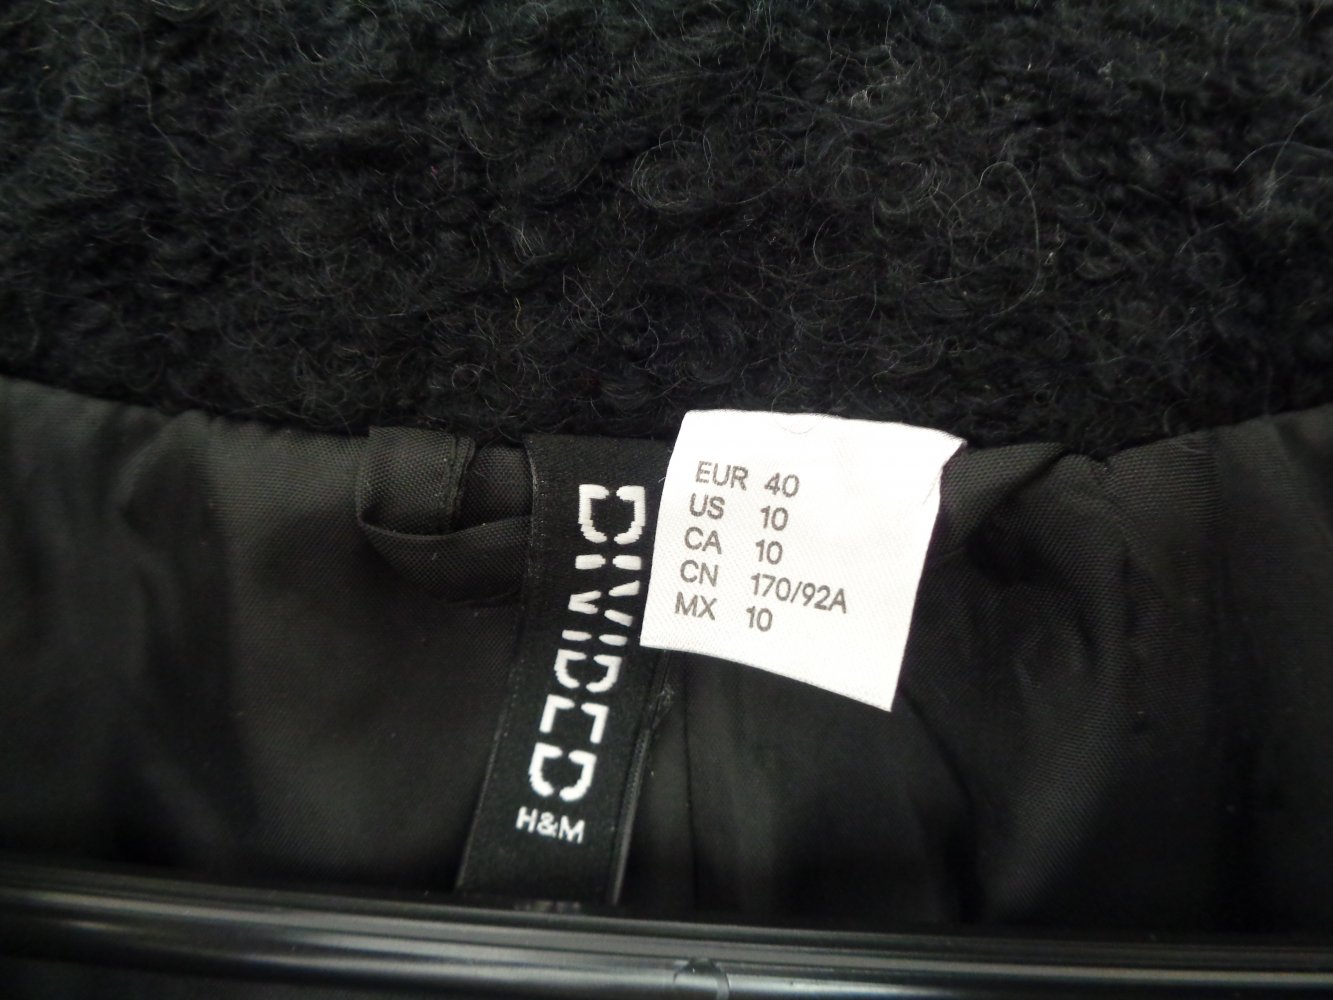 DIVIDED
H&M
EUR 40
US 10
CA 10
CN 170/92A
MX 10